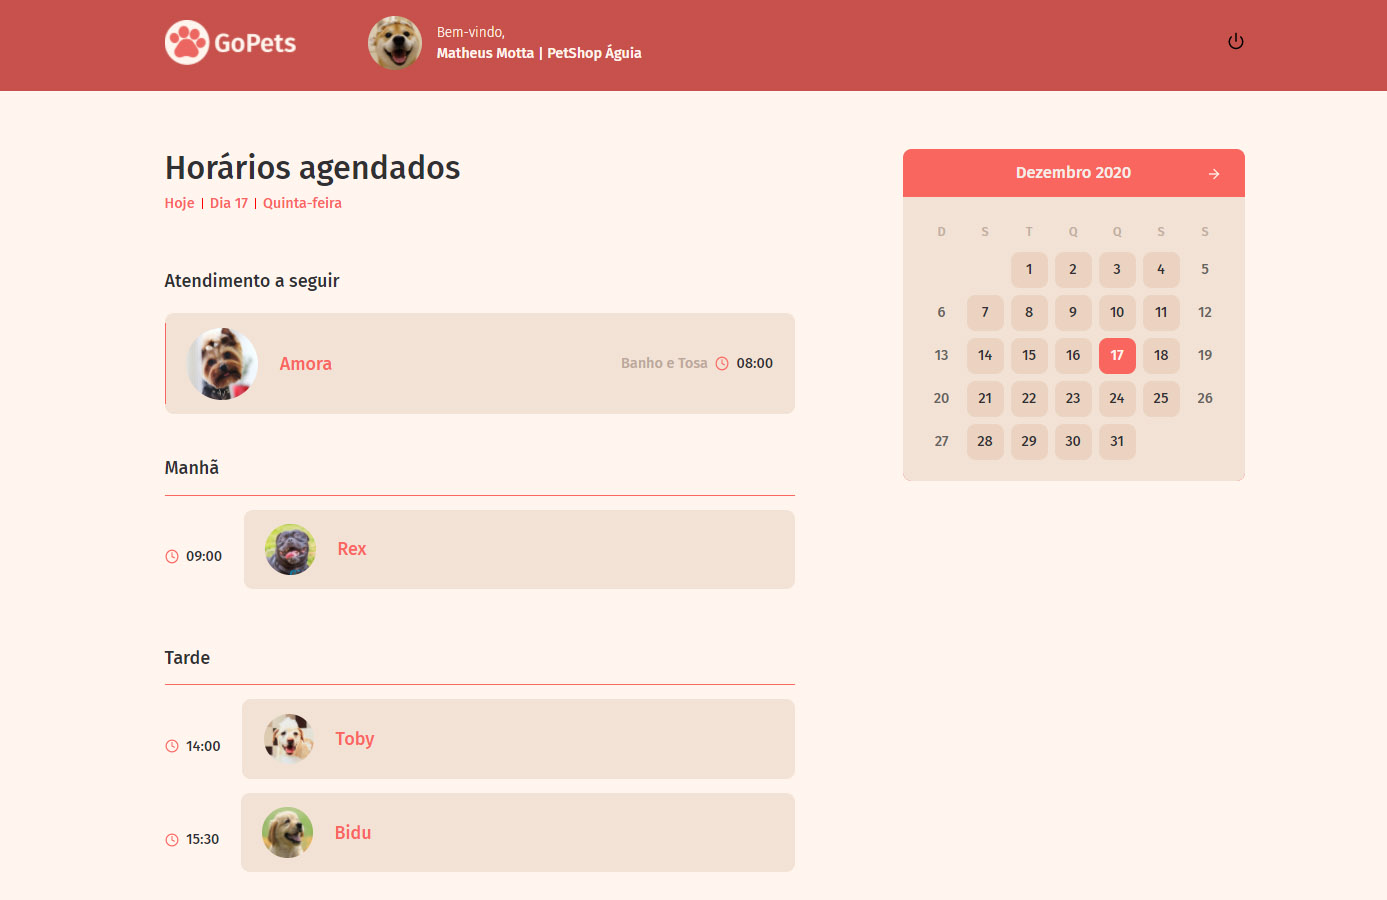 GoPets
Bem-vindo,
Matheus Motta | PetShop Águia
Horários agendados
Hoje | Dia 17 | Quinta-feira
Atendimento a seguir
Amora
Banho e Tosa 08:00
Manhã
09:00 Rex
Tarde
14:00 Toby
15:30 Bidu
Dezembro 2020
D S T Q Q S S
1 2 3 4 5
6 7 8 9 10 11 12
13 14 15 16 17 18 19
20 21 22 23 24 25 26
27 28 29 30 31